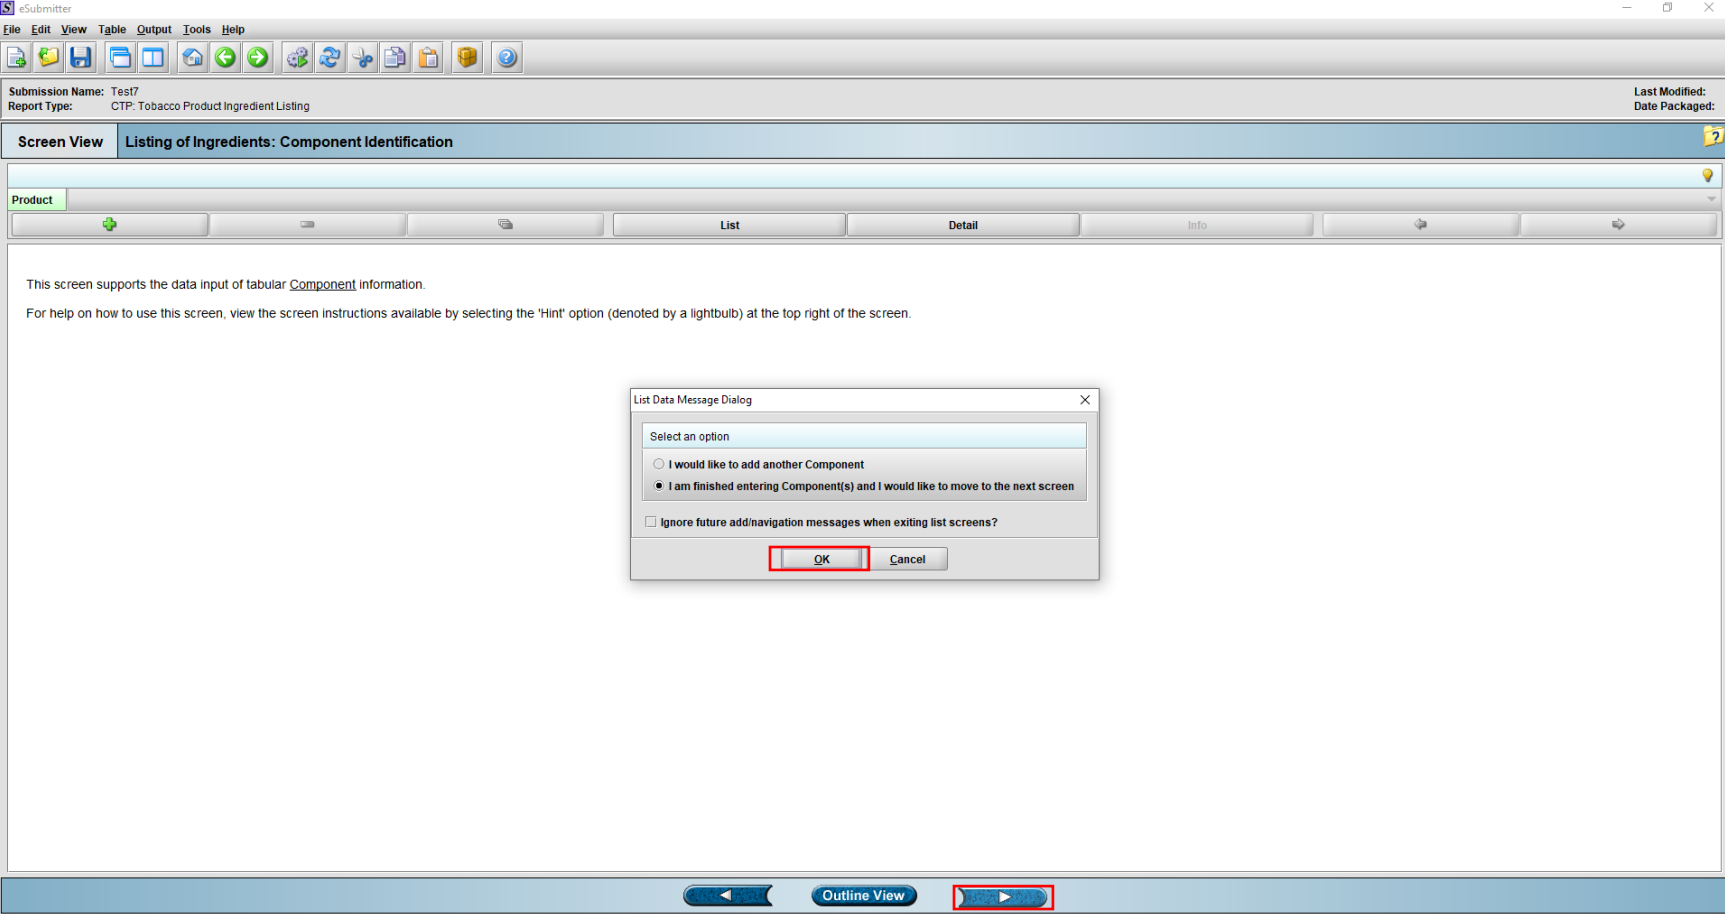 eSubmitter
File Edit View Table Output Tools Help
Submission Name: Test7
Last Modified:
Report Type: CTP: Tobacco Product Ingredient Listing
Date Packaged:
Screen View
Listing of Ingredients: Component Identification
Product
List
Detail
Info
This screen supports the data input of tabular Component information.
For help on how to use this screen, view the screen instructions available by selecting the 'Hint' option (denoted by a lightbulb) at the top right of the screen.
List Data Message Dialog
Select an option
I would like to add another Component
I am finished entering Component(s) and I would like to move to the next screen
Ignore future add/navigation messages when exiting list screens?
OK
Cancel
Outline View